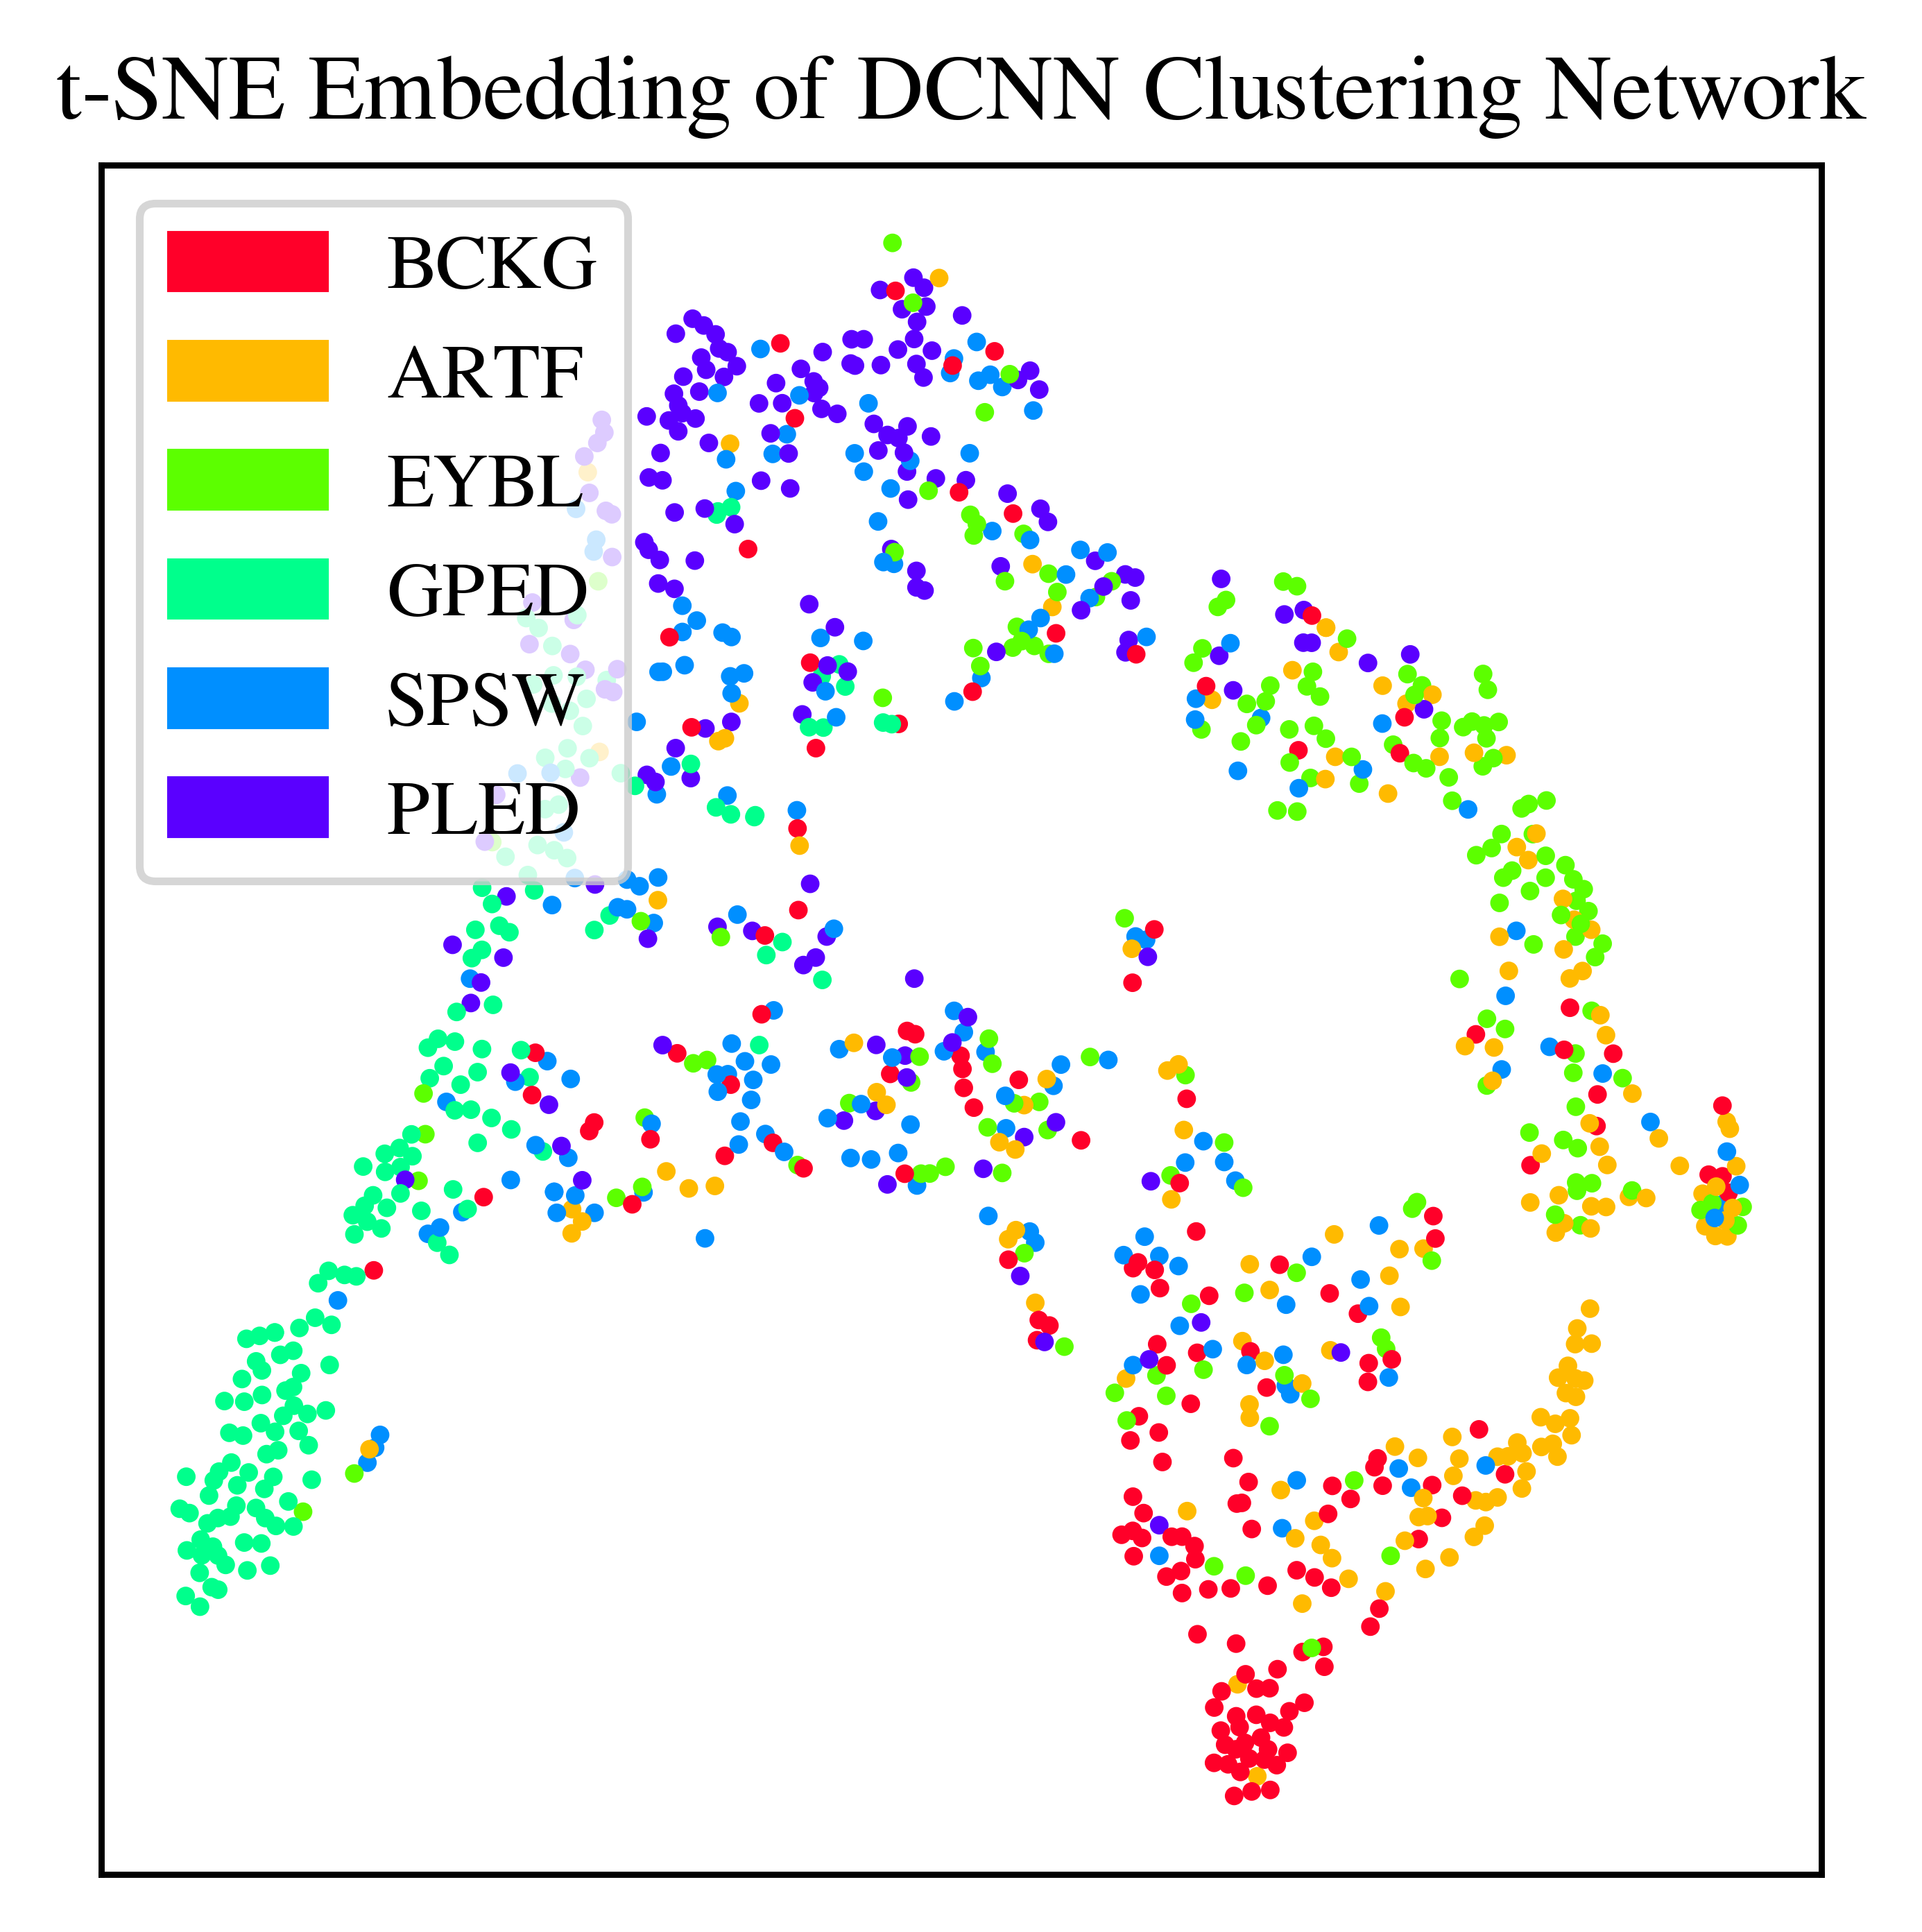 t-SNE Embedding of DCNN Clustering Network
BCKG
ARTF
EYBL
GPED
SPSW
PLED